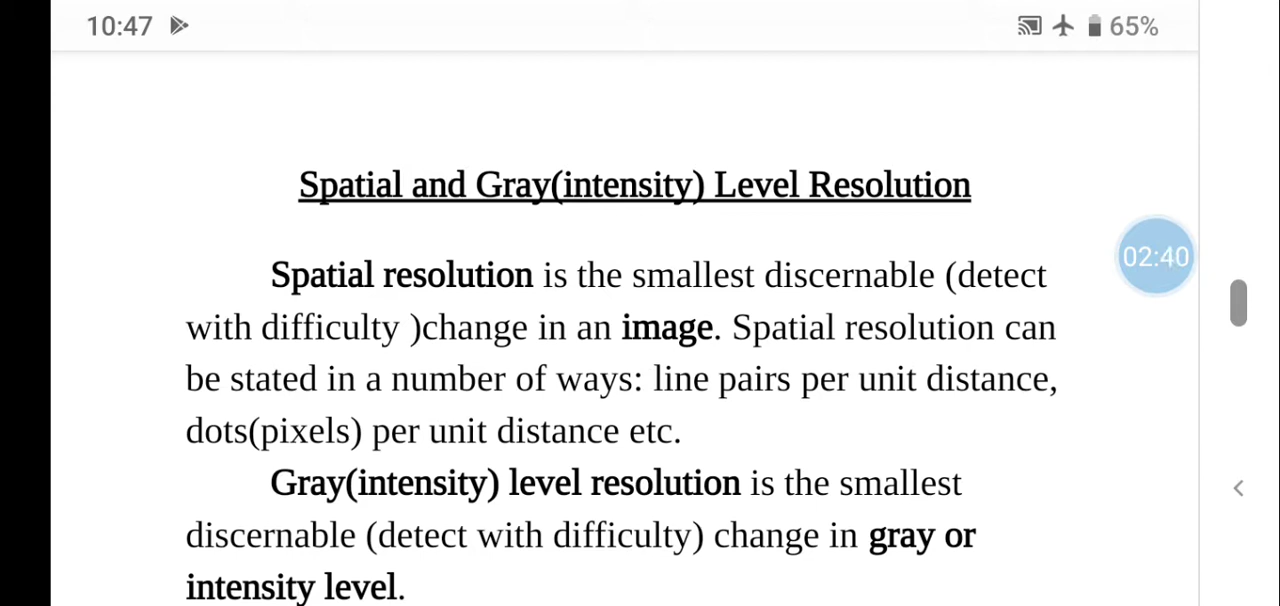 10:47
65%
Spatial and Gray(intensity) Level Resolution
02:40
Spatial resolution is the smallest discernable (detect
with difficulty )change in an image. Spatial resolution can
be stated in a number of ways: line pairs per unit distance,
dots(pixels) per unit distance etc.
Gray(intensity) level resolution is the smallest
discernable (detect with difficulty) change in gray or
intensity level.